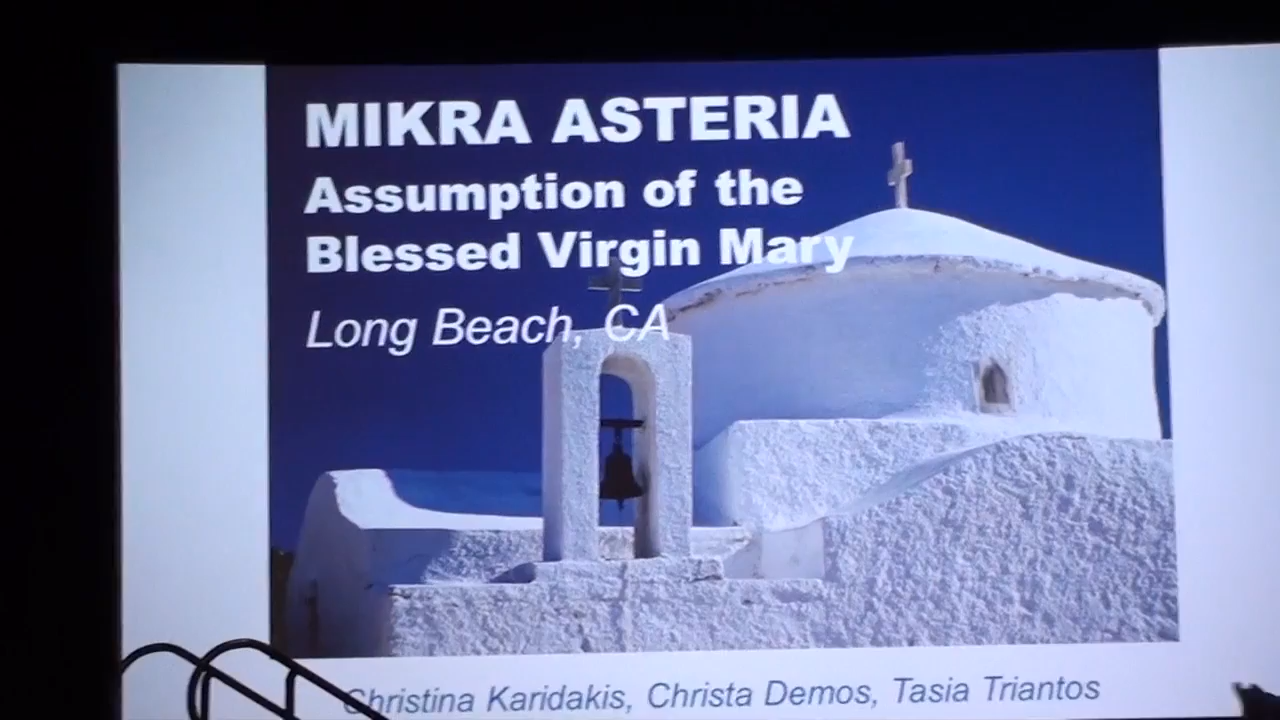 MIKRA ASTERIA
Assumption of the
Blessed Virgin Mary
Long Beach, CA
Christina Karidakis, Christa Demos, Tasia Triantos